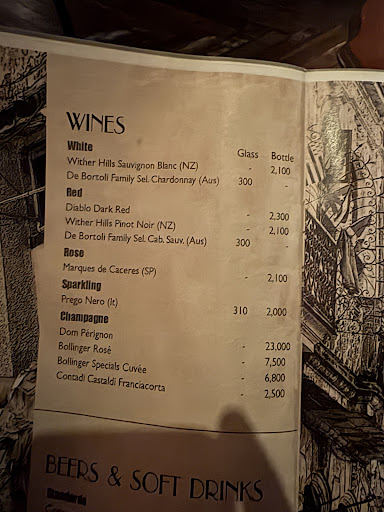 WINES
White Glass Bottle
Wither Hills Sauvignon Blanc (NZ) - 2,100
De Bortoli Family Sel. Chardonnay (Aus) 300 -
Red
Diablo Dark Red - 2,300
Wither Hills Pinot Noir (NZ) - 2,100
De Bortoli Family Sel. Cab. Sauv. (Aus) 300 -
Rose
Marques de Caceres (SP) - 2,100
Sparkling
Prego Nero (It) 310 2,000
Champagne
Dom Pérignon - 23,000
Bollinger Rosé - 7,500
Bollinger Specials Cuvée - 6,800
Contadi Castaldi Franciacorta - 2,500
BEERS & SOFT DRINKS
Standards